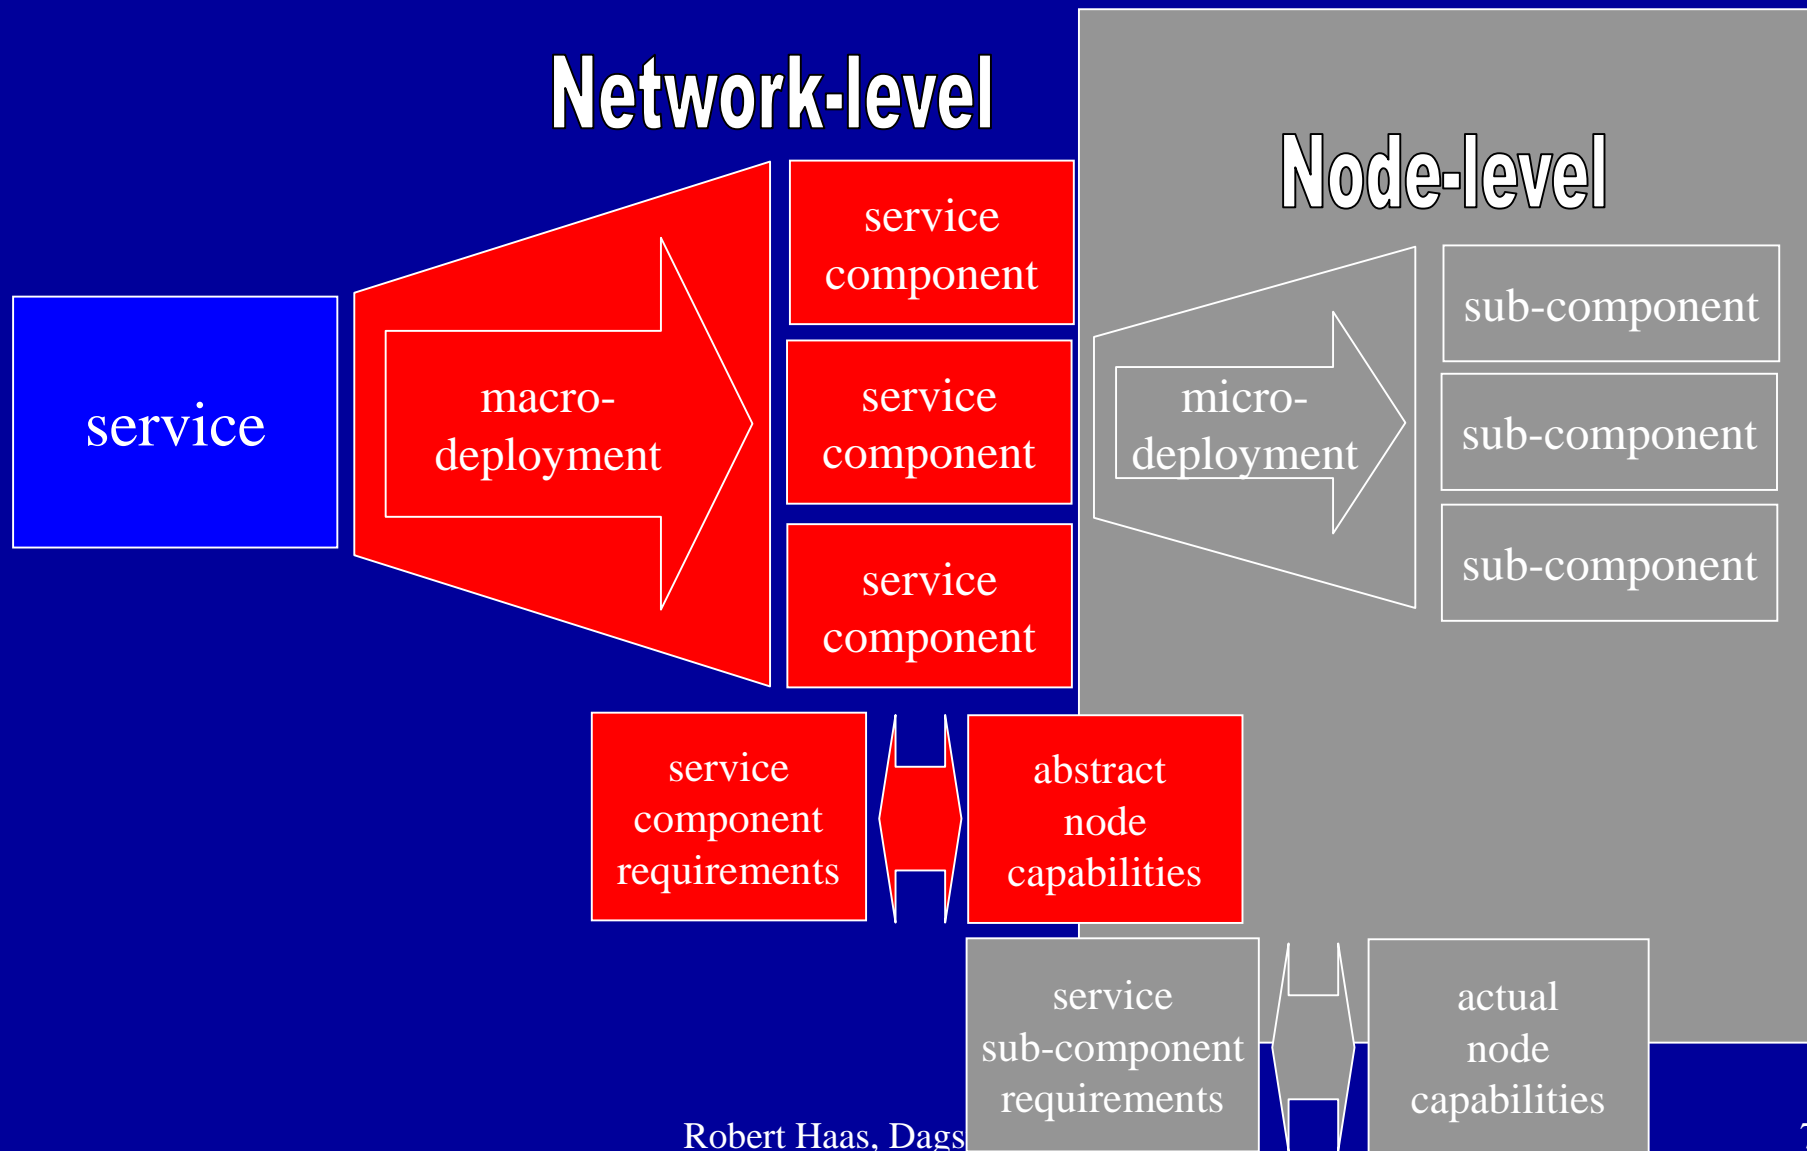 Network-level
Node-level
service
macro-
deployment
service
component
service
component
service
component
micro-
deployment
sub-component
sub-component
sub-component
service
component
requirements
abstract
node
capabilities
service
sub-component
requirements
actual
node
capabilities
Robert Haas, Dags